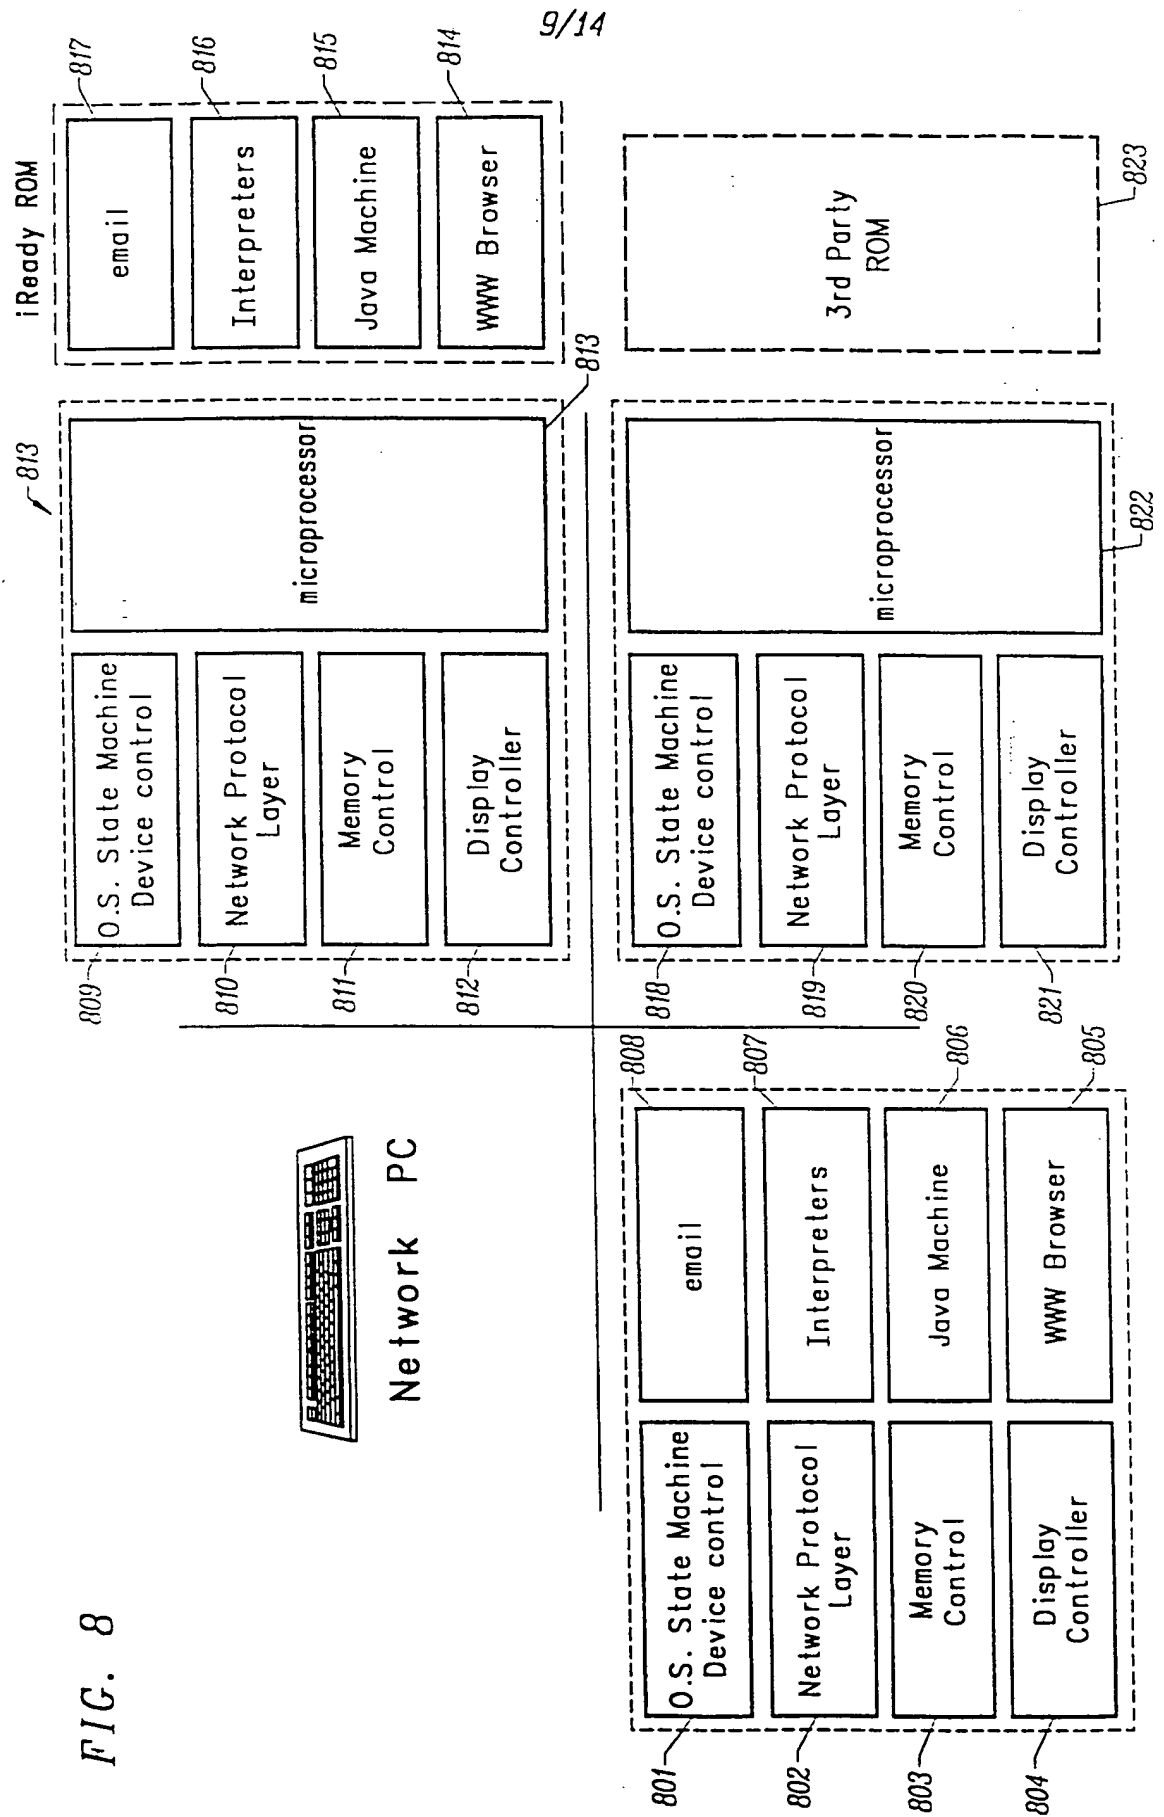 9/14
FIG. 8
Network PC
813
809
O.S. State Machine
Device control
810
Network Protocol
Layer
811
Memory
Control
812
Display
Controller
microprocessor
813
iReady ROM
email
817
Interpreters
816
Java Machine
815
WWW Browser
814
801
O.S. State Machine
Device control
802
Network Protocol
Layer
803
Memory
Control
804
Display
Controller
email
808
Interpreters
807
Java Machine
806
WWW Browser
805
818
O.S. State Machine
Device control
819
Network Protocol
Layer
820
Memory
Control
821
Display
Controller
microprocessor
822
3rd Party
ROM
823